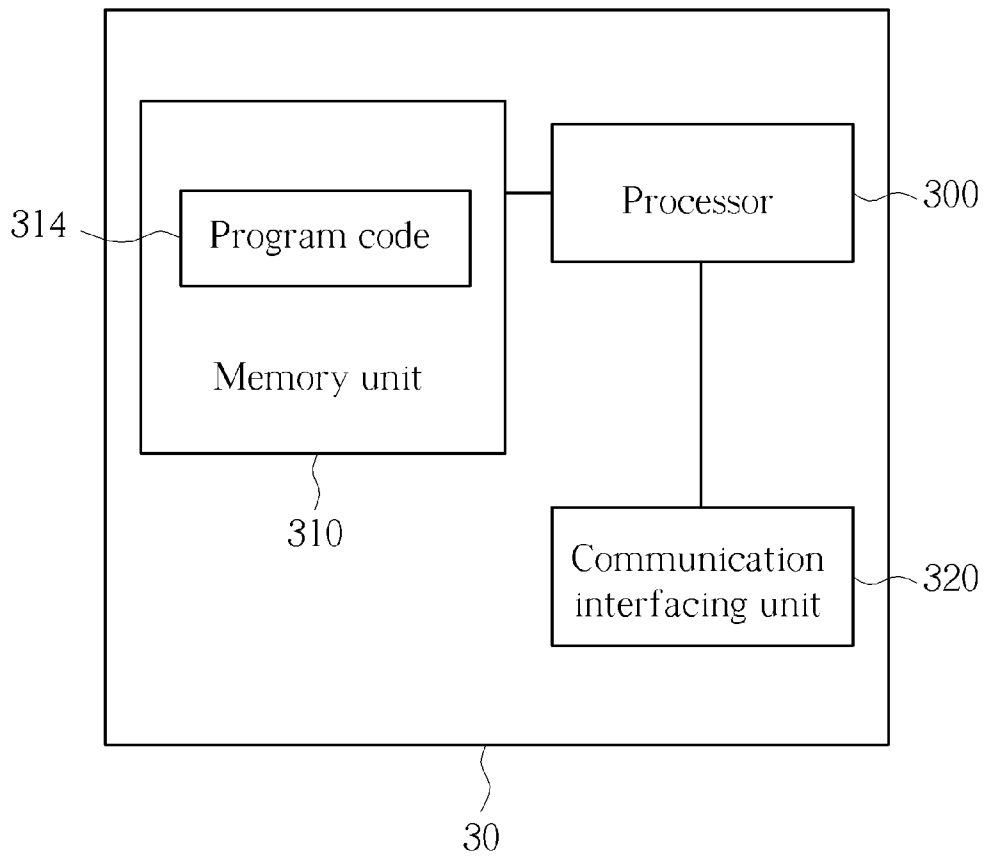 314
Program code
Memory unit
310
Processor
300
Communication
interfacing unit
320
30